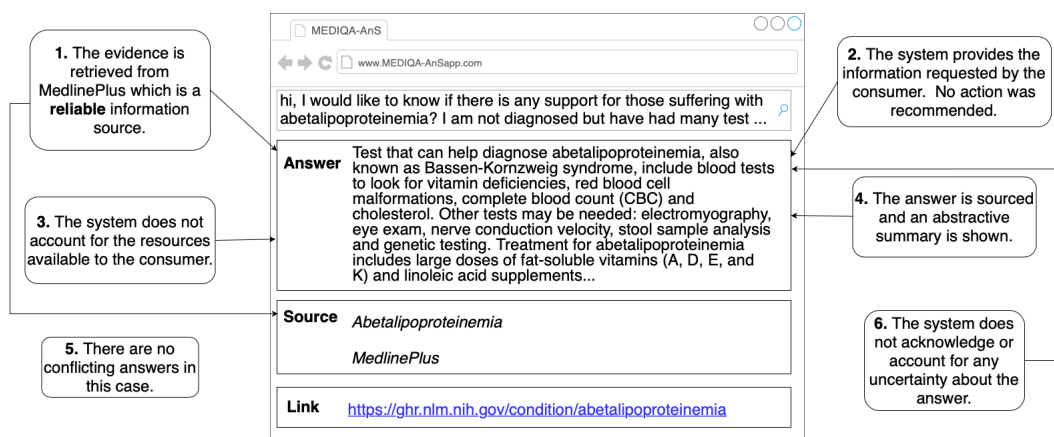 MEDIQA-AnS
www.MEDIQA-AnSapp.com
hi, I would like to know if there is any support for those suffering with
abetalipoproteinemia? I am not diagnosed but have had many test ...
Answer
Test that can help diagnose abetalipoproteinemia, also
known as Bassen-Kornzweig syndrome, include blood tests
to look for vitamin deficiencies, red blood cell
malformations, complete blood count (CBC) and
cholesterol. Other tests may be needed: electromyography,
eye exam, nerve conduction velocity, stool sample analysis
and genetic testing. Treatment for abetalipoproteinemia
includes large doses of fat-soluble vitamins (A, D, E, and
K) and linoleic acid supplements...
Source
Abetalipoproteinemia
MedlinePlus
Link
https://ghr.nlm.nih.gov/condition/abetalipoproteinemia
1. The evidence is
retrieved from
MedlinePlus which is a
reliable information
source.
2. The system provides the
information requested by the
consumer. No action was
recommended.
3. The system does not
account for the resources
available to the consumer.
4. The answer is sourced
and an abstractive
summary is shown.
5. There are no
conflicting answers in
this case.
6. The system does
not acknowledge or
account for any
uncertainty about the
answer.